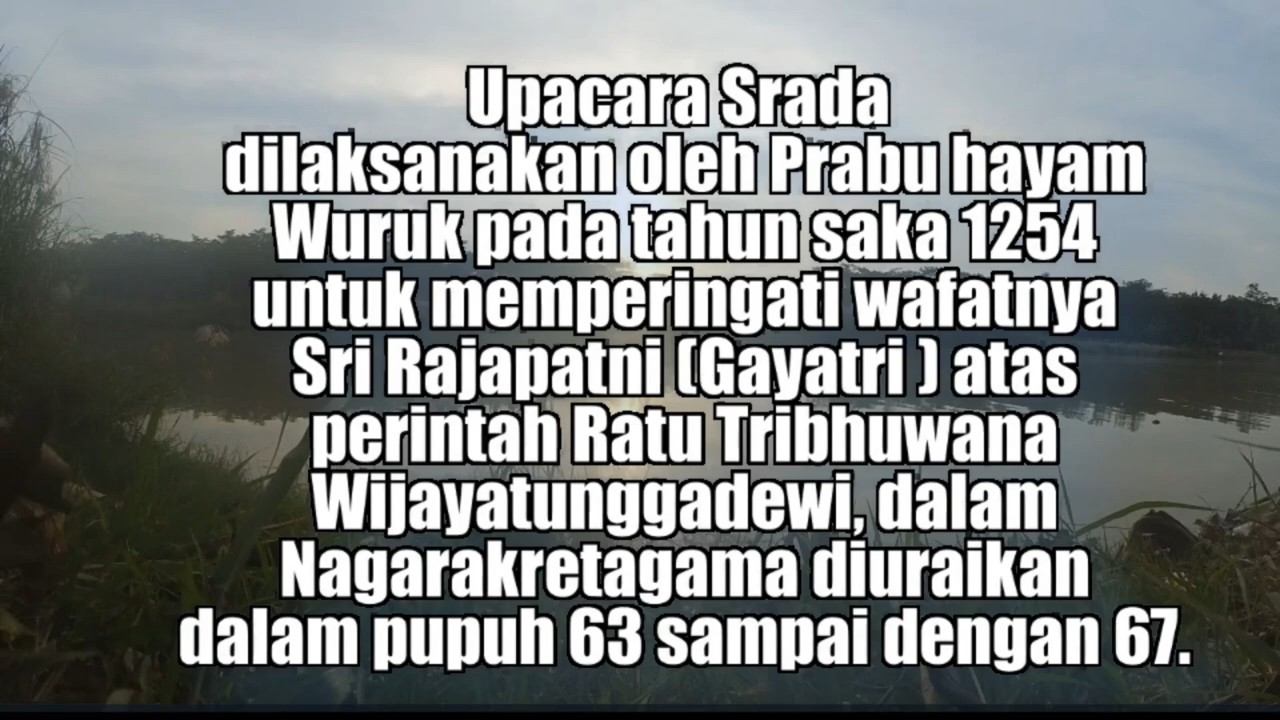 Upacara Srada
dilaksanakan oleh Prabu hayam
Wuruk pada tahun saka 1254
untuk memperingati wafatnya
Sri Rajapatni (Gayatri ) atas
perintah Ratu Tribhuwana
Wijayatunggadewi, dalam
Nagarakretagama diuraikan
dalam pupuh 63 sampai dengan 67.